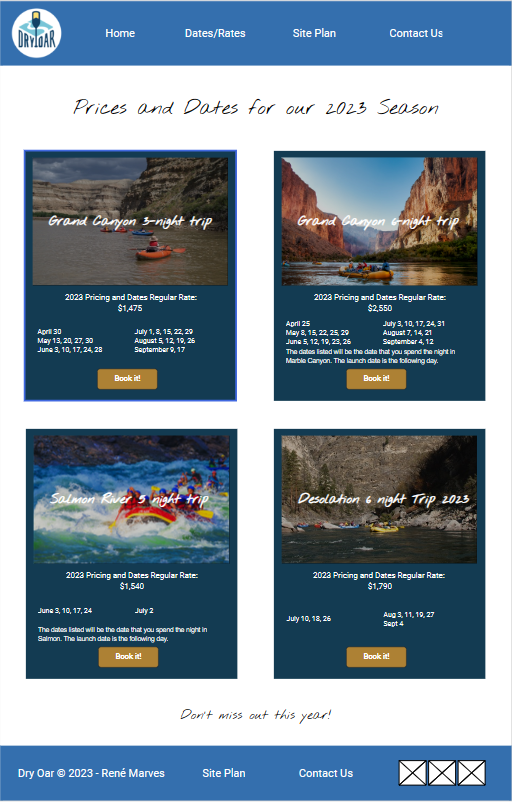 DRYOAR
Home
Dates/Rates
Site Plan
Contact Us
Prices and Dates for our 2023 Season
Grand Canyon 3-night trip
2023 Pricing and Dates Regular Rate:
$1,475
April 30
May 13, 20, 27, 30
June 3, 10, 17, 24, 28
July 1, 8, 15, 22, 29
August 5, 12, 19, 26
September 9, 17
Book it!
Grand Canyon 6-night trip
2023 Pricing and Dates Regular Rate:
$2,550
April 25
May 8, 15, 22, 25, 29
June 5, 12, 19, 23, 26
July 3, 10, 17, 24, 31
August 7, 14, 21
September 4, 12
The dates listed will be the date that you spend the night in
Marble Canyon. The launch date is the following day.
Book it!
Salmon River 5 night trip
2023 Pricing and Dates Regular Rate:
$1,540
June 3, 10, 17, 24
July 2
The dates listed will be the date that you spend the night in
Salmon. The launch date is the following day.
Book it!
Desolation 6 night Trip 2023
2023 Pricing and Dates Regular Rate:
$1,790
July 10, 18, 26
Aug 3, 11, 19, 27
Sept 4
Book it!
Don't miss out this year!
Dry Oar © 2023 - René Marves
Site Plan
Contact Us